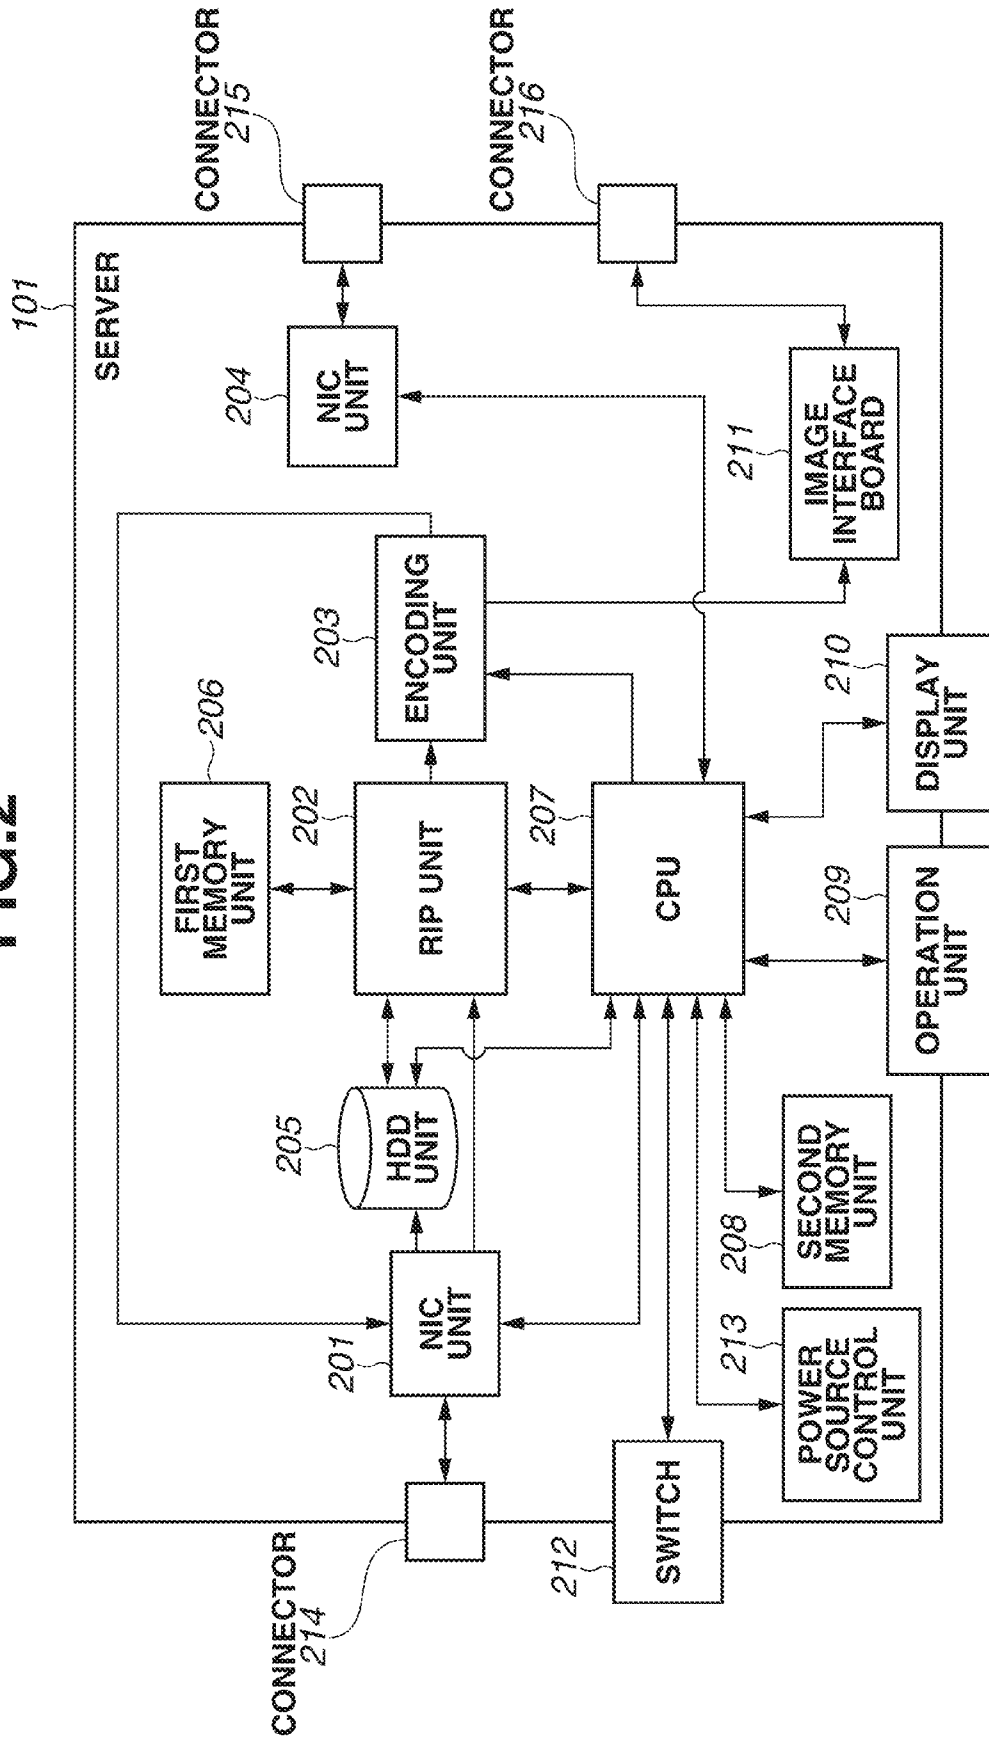 FIG.2
101
SERVER
CONNECTOR
214
CONNECTOR
215
CONNECTOR
216
201
NIC
UNIT
205
HDD
UNIT
FIRST
MEMORY
UNIT
206
202
RIP UNIT
203
ENCODING
UNIT
204
NIC
UNIT
207
CPU
212
SWITCH
213
POWER
SOURCE
CONTROL
UNIT
208
SECOND
MEMORY
UNIT
209
OPERATION
UNIT
210
DISPLAY
UNIT
211
IMAGE
INTERFACE
BOARD